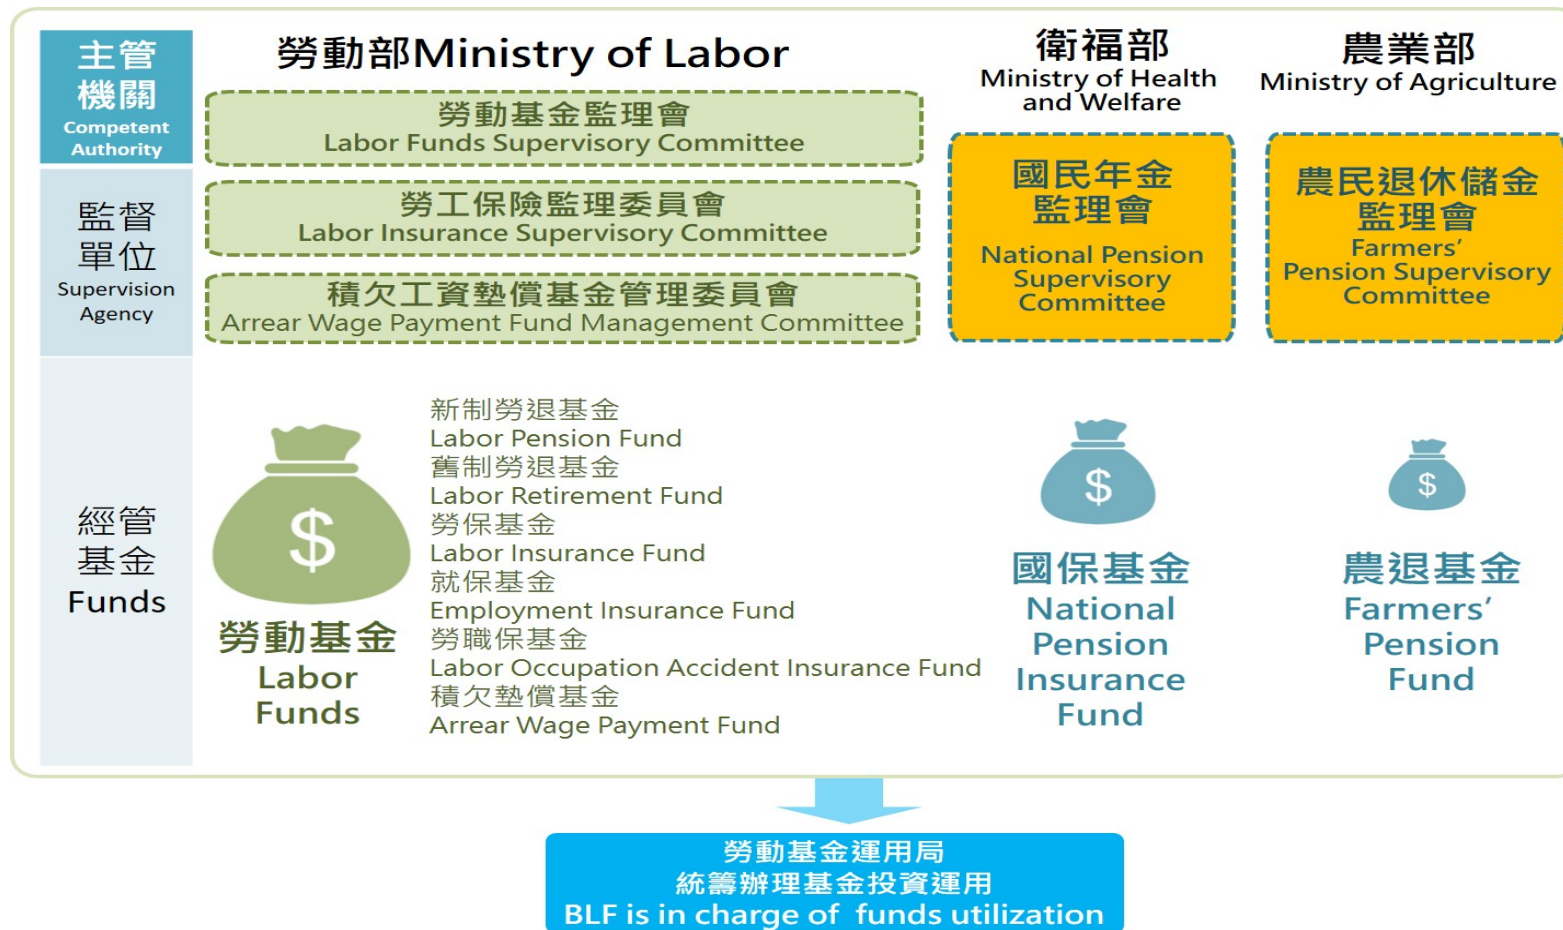 主管
機關
Competent
Authority
勞動部Ministry of Labor
衛福部
Ministry of Health
and Welfare
農業部
Ministry of Agriculture
勞動基金監理會
Labor Funds Supervisory Committee
監督
單位
Supervision
Agency
勞工保險監理委員會
Labor Insurance Supervisory Committee
積欠工資墊償基金管理委員會
Arrear Wage Payment Fund Management Committee
國民年金
監理會
National Pension
Supervisory
Committee
農民退休儲金
監理會
Farmers’
Pension Supervisory
Committee
經管
基金
Funds
$
勞動基金
Labor
Funds
新制勞退基金
Labor Pension Fund
舊制勞退基金
Labor Retirement Fund
勞保基金
Labor Insurance Fund
就保基金
Employment Insurance Fund
勞職保基金
Labor Occupation Accident Insurance Fund
積欠墊償基金
Arrear Wage Payment Fund
$
國保基金
National
Pension
Insurance
Fund
$
農退基金
Farmers’
Pension
Fund
勞動基金運用局
統籌辦理基金投資運用
BLF is in charge of funds utilization